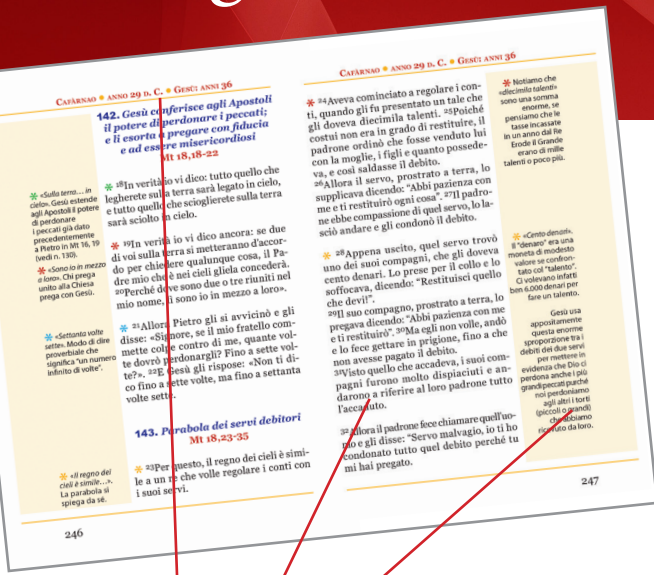 CAFÀRNAO * ANNO 29 D. C. * GESÙ: ANNI 36
142. Gesù conferisce agli Apostoli
il potere di perdonare i peccati;
e li esorta a pregare con fiducia
e ad essere misericordiosi
Mt 18,18-22
* «Sulla terra... in
cielo». Gesù estende
agli Apostoli il potere
di perdonare
i peccati già dato
precedentemente
a Pietro in Mt 16, 19
(vedi n. 130).
* «Sono io in mezzo
a loro». Chi prega
unito alla Chiesa
prega con Gesù.
* «Settanta volte
sette». Modo di dire
proverbiale che
significa "un numero
infinito di volte".
* «Il regno dei
cieli è simile...».
La parabola si
spiega da sé.
* 18In verità io vi dico: tutto quello che
legherete sulla terra sarà legato in cielo,
e tutto quello che scioglierete sulla terra
sarà sciolto in cielo.
* 19In verità io vi dico ancora: se due
di voi sulla terra si metteranno d'accor-
do per chiedere qualunque cosa, il Pa-
dre mio che è nei cieli gliela concederà.
20Perché dove sono due o tre riuniti nel
mio nome, lì sono io in mezzo a loro».
* 21Allora Pietro gli si avvicinò e gli
disse: «Signore, se il mio fratello com-
mette colpe contro di me, quante vol-
te dovrò perdonargli? Fino a sette vol-
te?». 22E Gesù gli rispose: «Non ti di-
co fino a sette volte, ma fino a settanta
volte sette.
143. Parabola dei servi debitori
Mt 18,23-35
* 23Per questo, il regno dei cieli è simi-
le a un re che volle regolare i conti con
i suoi servi.
246
CAFÀRNAO * ANNO 29 D. C. * GESÙ: ANNI 36
* 24Aveva cominciato a regolare i con-
ti, quando gli fu presentato un tale che
gli doveva diecimila talenti. 25Poiché
costui non era in grado di restituire, il
padrone ordinò che fosse venduto lui
con la moglie, i figli e quanto possede-
va, e così saldasse il debito.
26Allora il servo, prostrato a terra, lo
supplicava dicendo: "Abbi pazienza con
me e ti restituirò ogni cosa". 27Il padro-
ne ebbe compassione di quel servo, lo la-
sciò andare e gli condonò il debito.
* 28Appena uscito, quel servo trovò
uno dei suoi compagni, che gli doveva
cento denari. Lo prese per il collo e lo
soffocava, dicendo: "Restituisci quello
che devi!".
29Il suo compagno, prostrato a terra, lo
pregava dicendo: "Abbi pazienza con me
e ti restituirò". 30Ma egli non volle, andò
e lo fece gettare in prigione, fino a che
non avesse pagato il debito.
31Visto quello che accadeva, i suoi com-
pagni furono molto dispiaciuti e an-
darono a riferire al loro padrone tutto
l'accaduto.
32Allora il padrone fece chiamare quell'uo-
mo e gli disse: "Servo malvagio, io ti ho
condonato tutto quel debito perché tu
mi hai pregato.
* Notiamo che
«diecimila talenti»
sono una somma
enorme, se
pensiamo che le
tasse incassate
in un anno dal Re
Erode il Grande
erano di mille
talenti o poco più.
* «Cento denari».
Il "denaro" era una
moneta di modesto
valore se confron-
tato col "talento".
Ci volevano infatti
ben 6.000 denari per
fare un talento.
Gesù usa
appositamente
questa enorme
sproporzione tra i
debiti dei due servi
per mettere in
evidenza che Dio ci
perdona anche i più
grandi peccati purché
noi perdoniamo
agli altri i torti
(piccoli o grandi)
che abbiamo
ricevuto da loro.
247